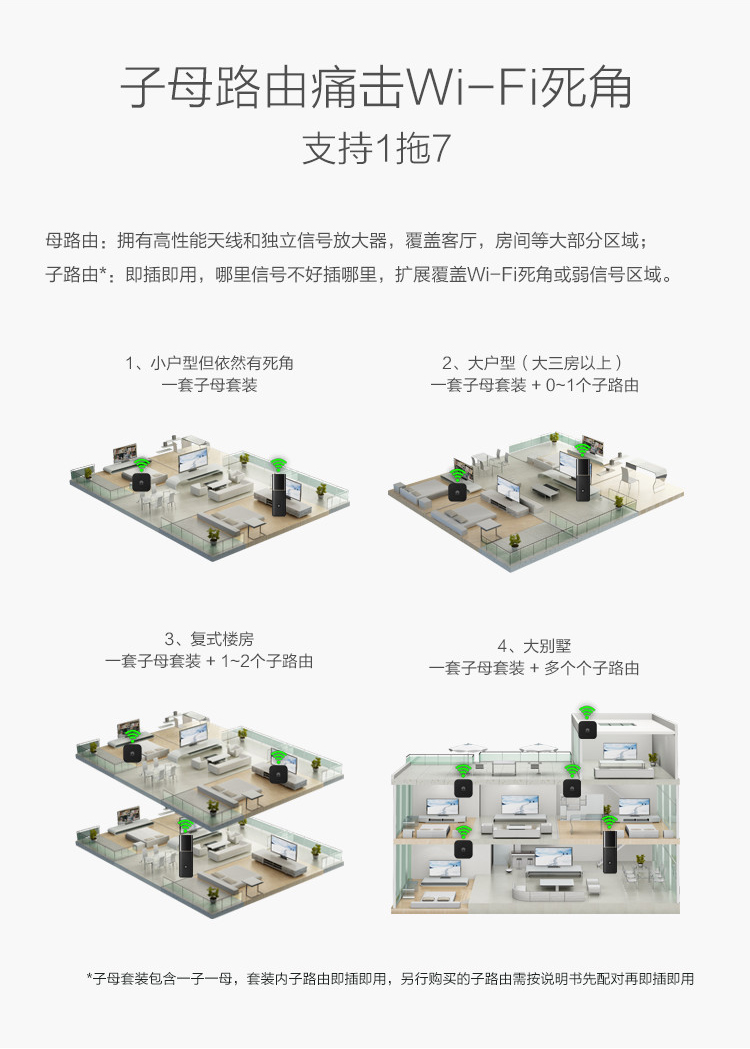 子母路由痛击Wi-Fi死角
支持1拖7
母路由：拥有高性能天线和独立信号放大器，覆盖客厅，房间等大部分区域；
子路由*：即插即用，哪里信号不好插哪里，扩展覆盖Wi-Fi死角或弱信号区域。
1、小户型但依然有死角
一套子母套装
2、大户型（大三房以上）
一套子母套装 + 0~1个子路由
3、复式楼房
一套子母套装 + 1~2个子路由
4、大别墅
一套子母套装 + 多个个子路由
*子母套装包含一子一母，套装内子路由即插即用，另行购买的子路由需按说明书先配对再即插即用